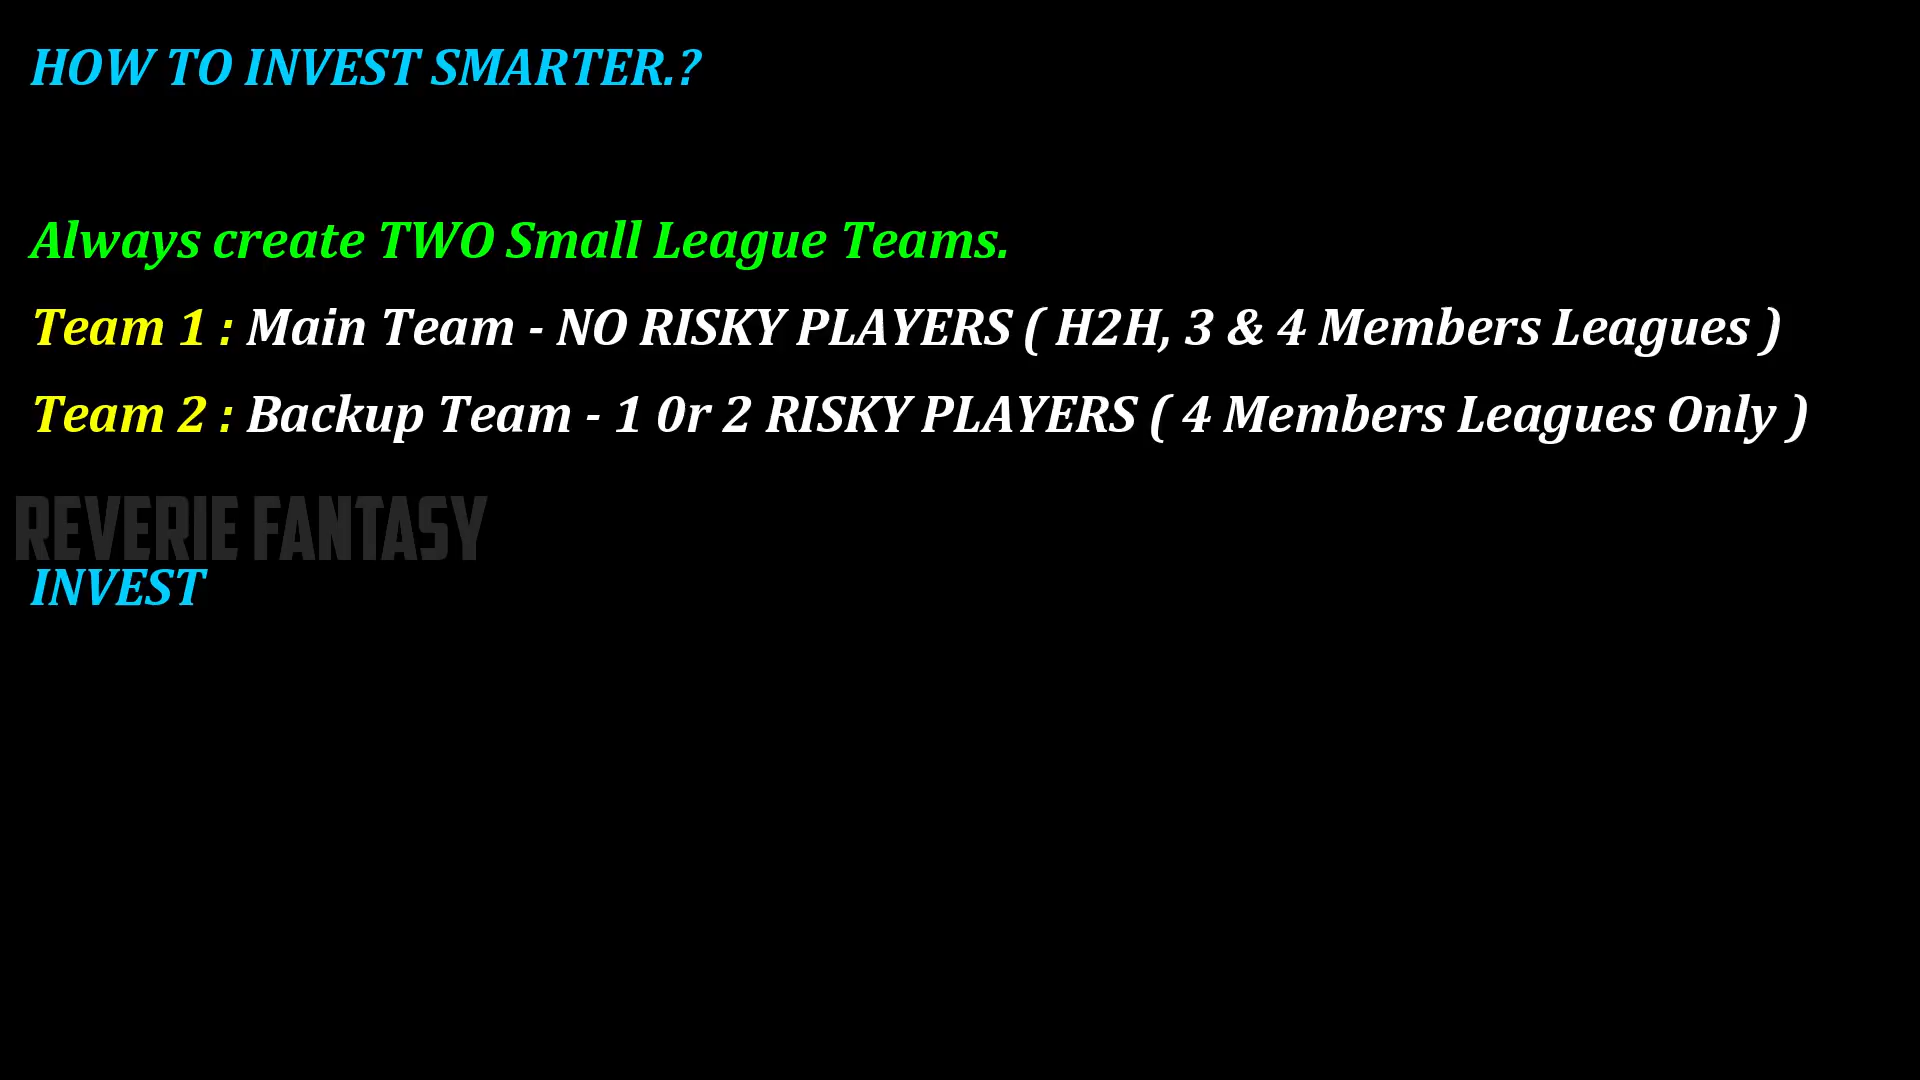 HOW TO INVEST SMARTER.?
Always create TWO Small League Teams.
Team 1 : Main Team - NO RISKY PLAYERS ( H2H, 3 & 4 Members Leagues )
Team 2 : Backup Team - 1 0r 2 RISKY PLAYERS ( 4 Members Leagues Only )
REVERIE FANTASY
INVEST